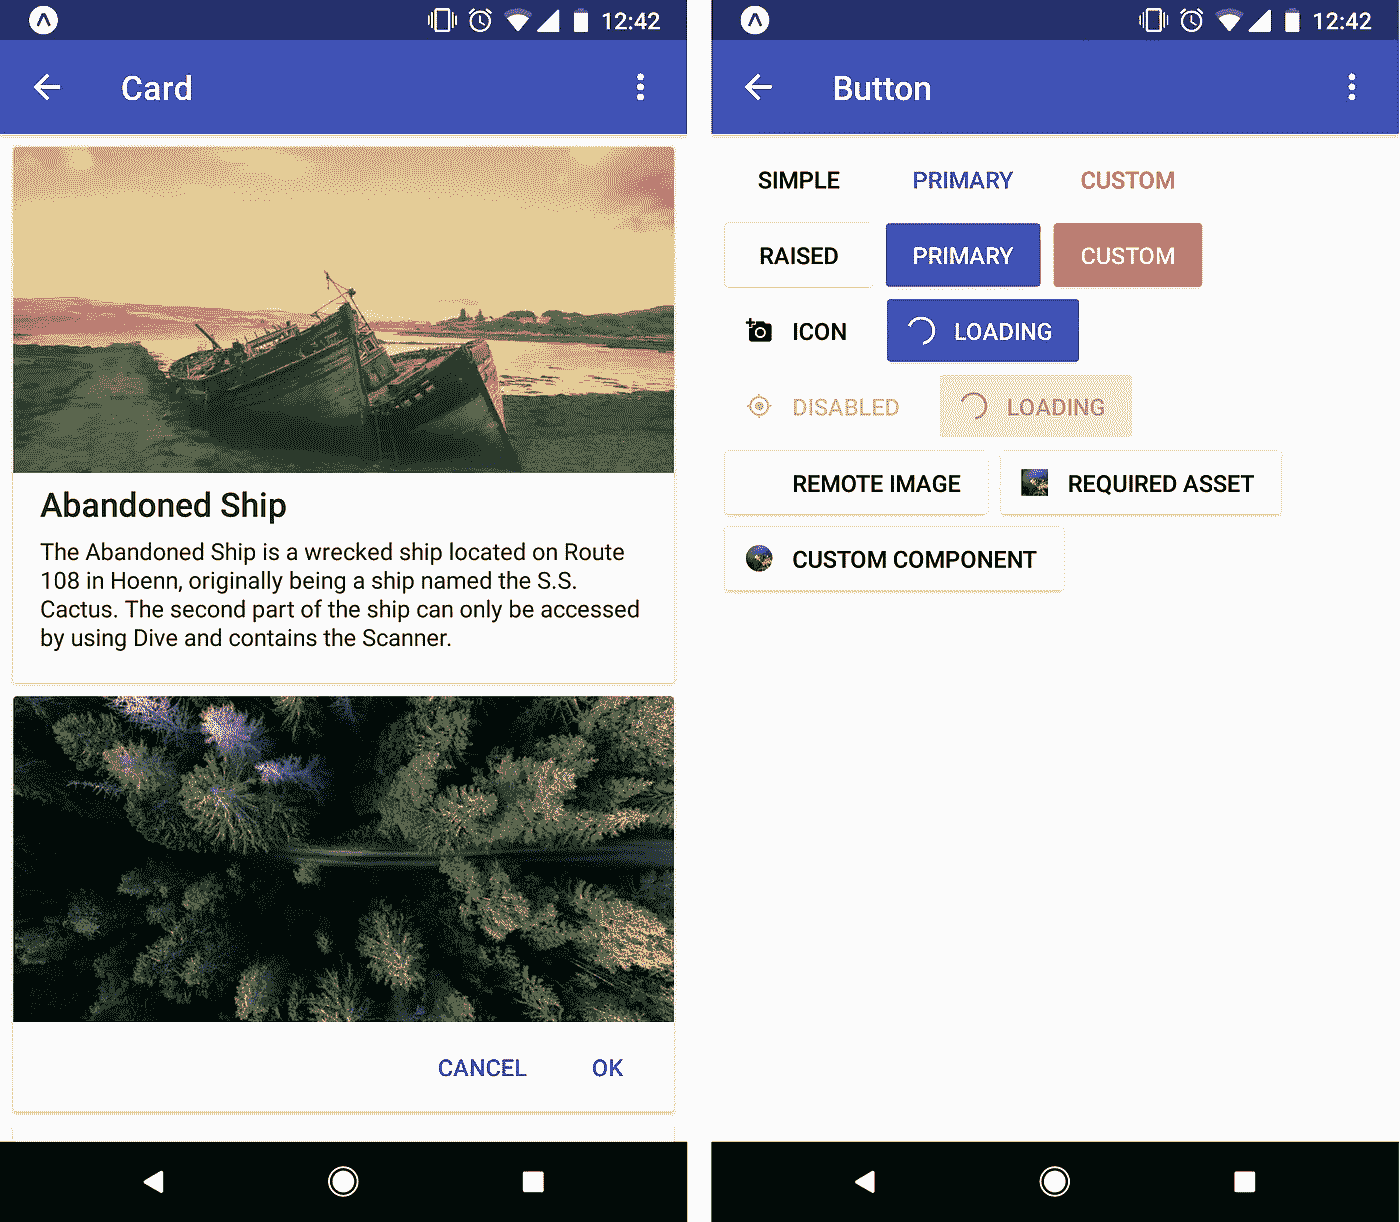 12:42
Card
Abandoned Ship
The Abandoned Ship is a wrecked ship located on Route
108 in Hoenn, originally being a ship named the S.S.
Cactus. The second part of the ship can only be accessed
by using Dive and contains the Scanner.
CANCEL OK
12:42
Button
SIMPLE PRIMARY CUSTOM
RAISED PRIMARY CUSTOM
ICON LOADING
DISABLED LOADING
REMOTE IMAGE REQUIRED ASSET
CUSTOM COMPONENT